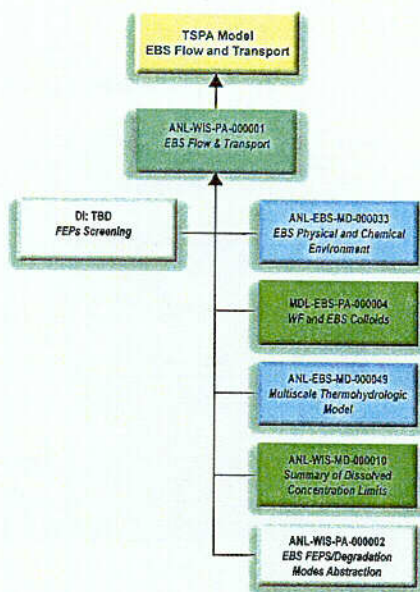 TSPA Model
EBS Flow and Transport
ANL-WIS-PA-000001
EBS Flow & Transport
DI: TBD
FEPs Screening
ANL-EBS-MD-000033
EBS Physical and Chemical
Environment
MDL-EBS-PA-000004
WF and EBS Colloids
ANL-EBS-MD-000049
Multiscale Thermohydrologic
Model
ANL-WIS-MD-000010
Summary of Dissolved
Concentration Limits
ANL-WIS-PA-000002
EBS FEPS/Degradation
Modes Abstraction